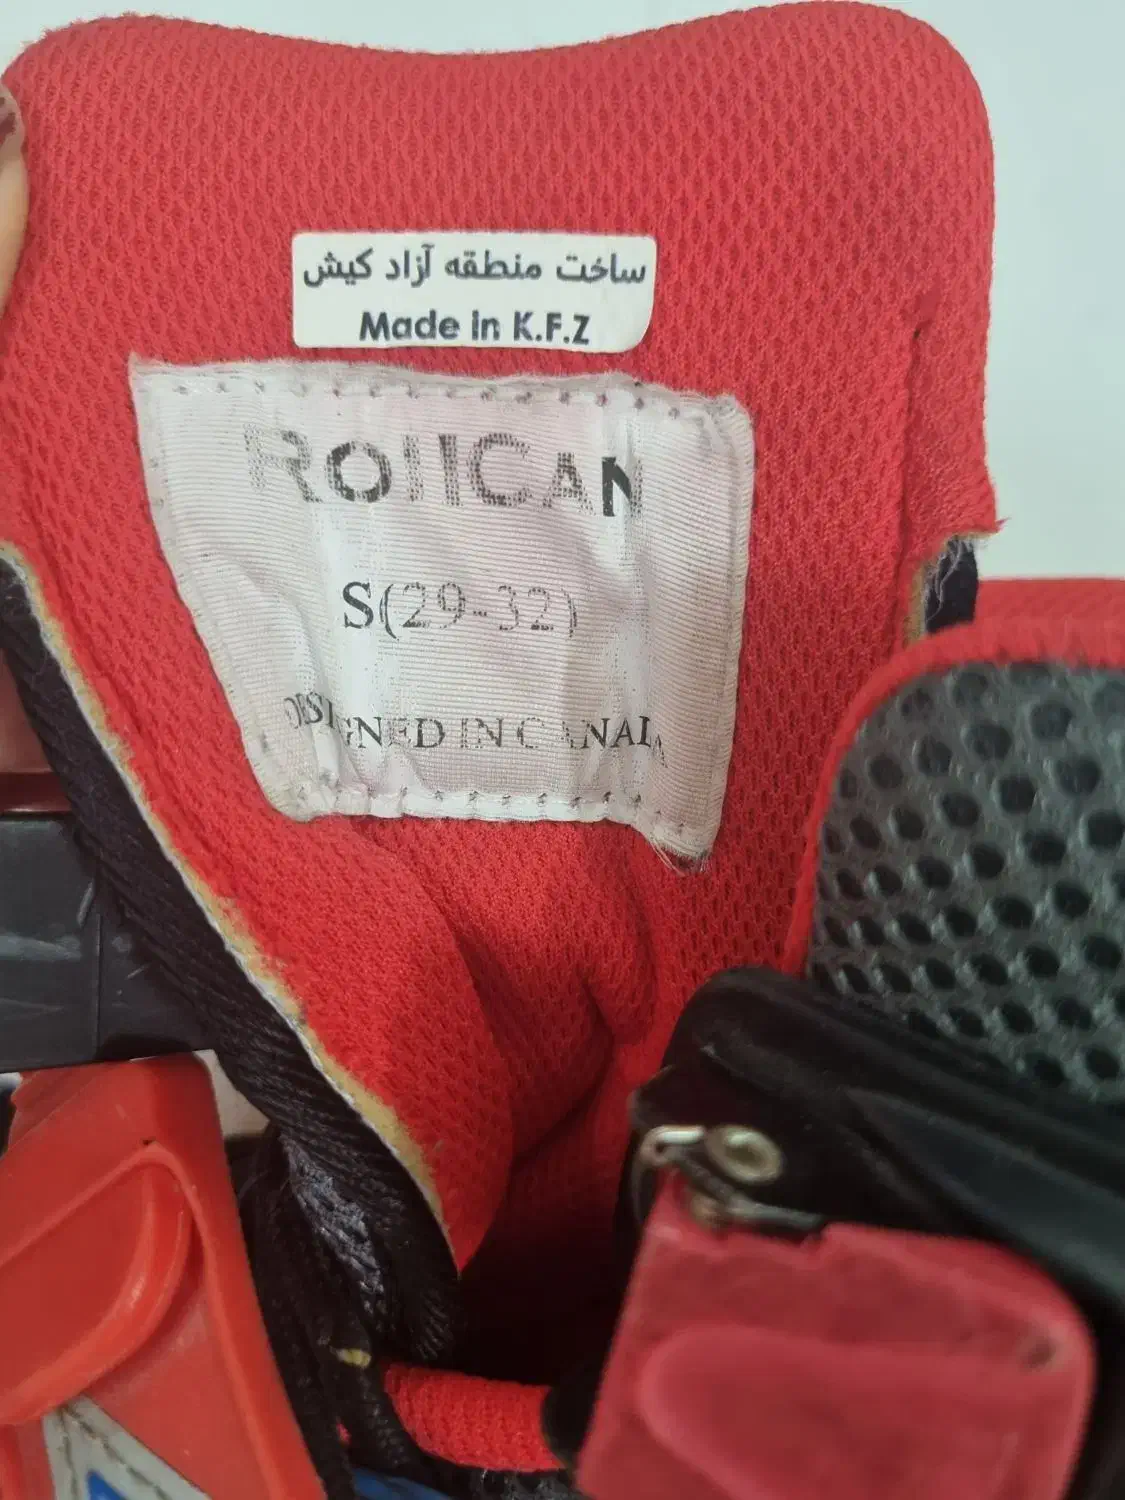 ساخت منطقه آزاد کیش
Made in K.F.Z
ROLLCAN
S(29-32)
DESIGNED IN CANADA